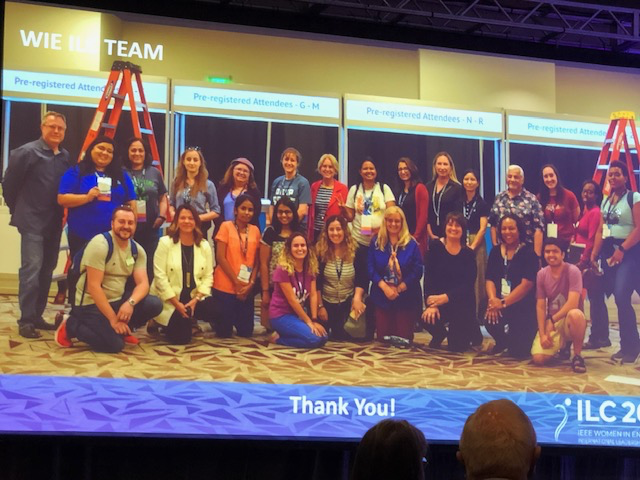 WIE ILC TEAM
Pre-registered
Pre-registered Attendees - G - M
Pre-registered Attendees - N - R
Pre-registered Attendees
Thank You!
ILC 20
IEEE WOMEN IN